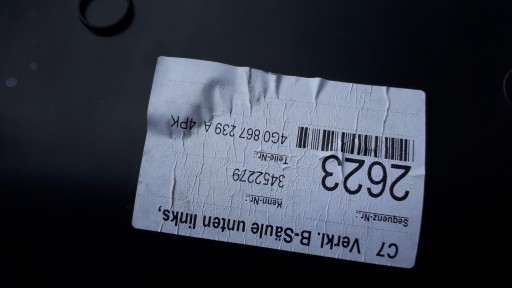 C7 Verkl. B-Säule unten links,
Sequenz-Nr.: Kenn-Nr.:
2623 3452279
Teile-Nr.:
4G0 867 239 A 4PK